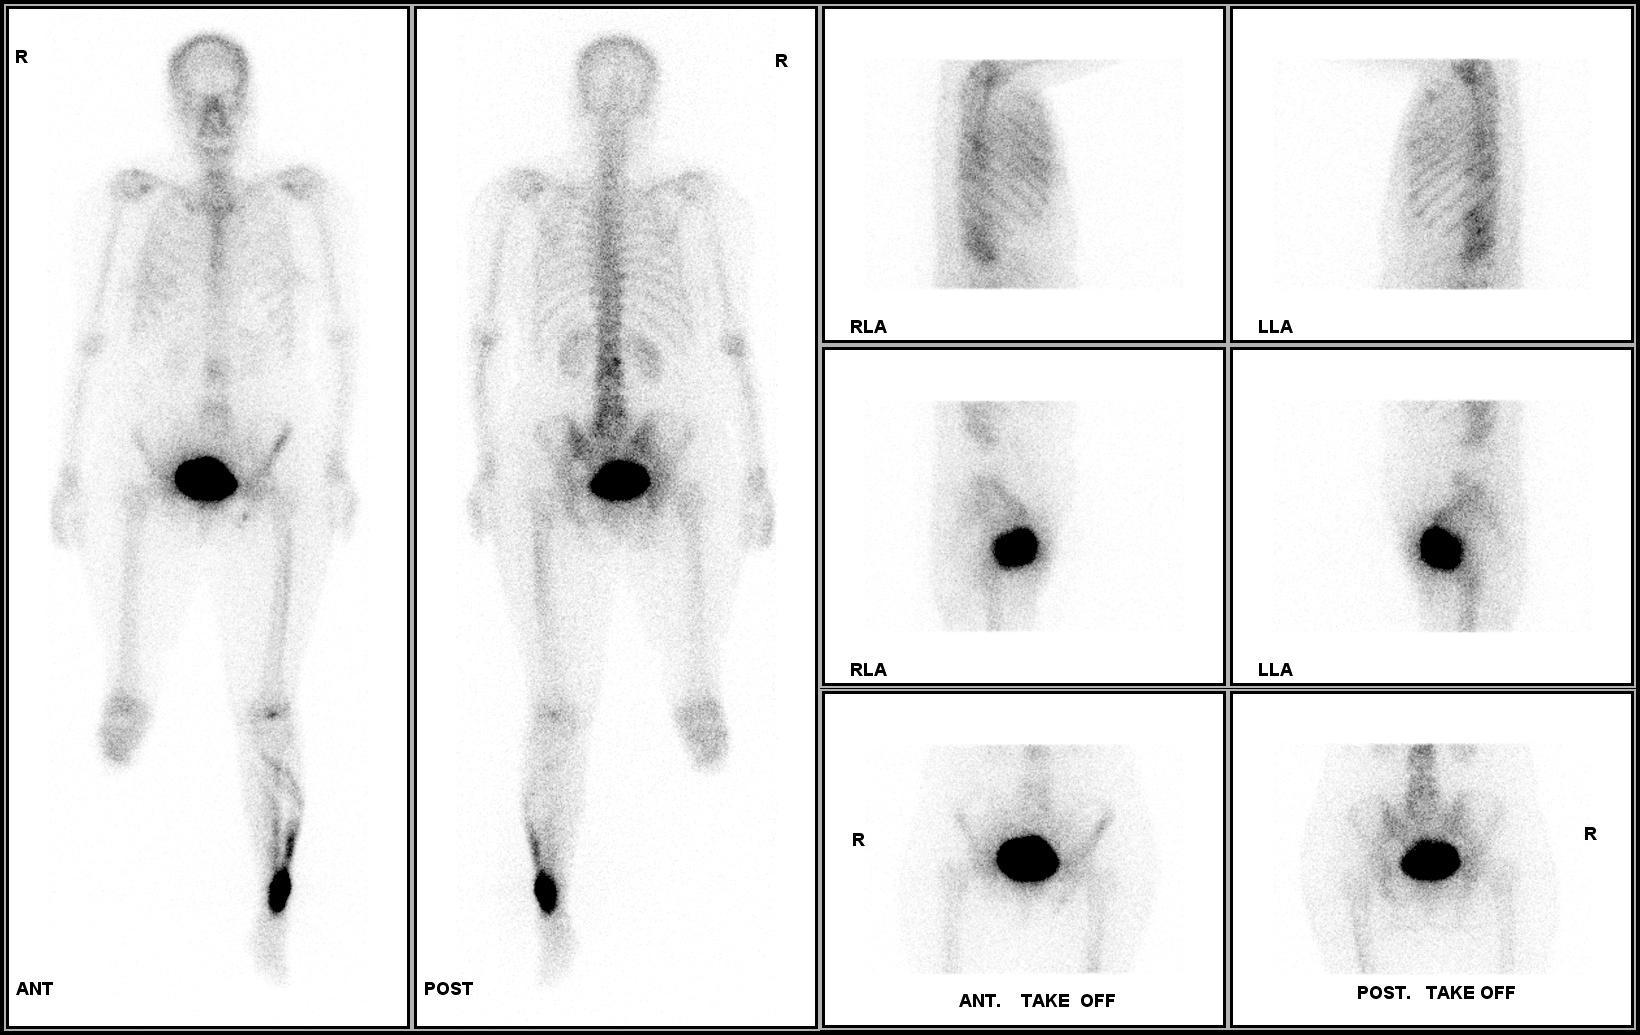 R
R
ANT
POST
RLA
LLA
RLA
LLA
R
R
ANT. TAKE OFF
POST. TAKE OFF